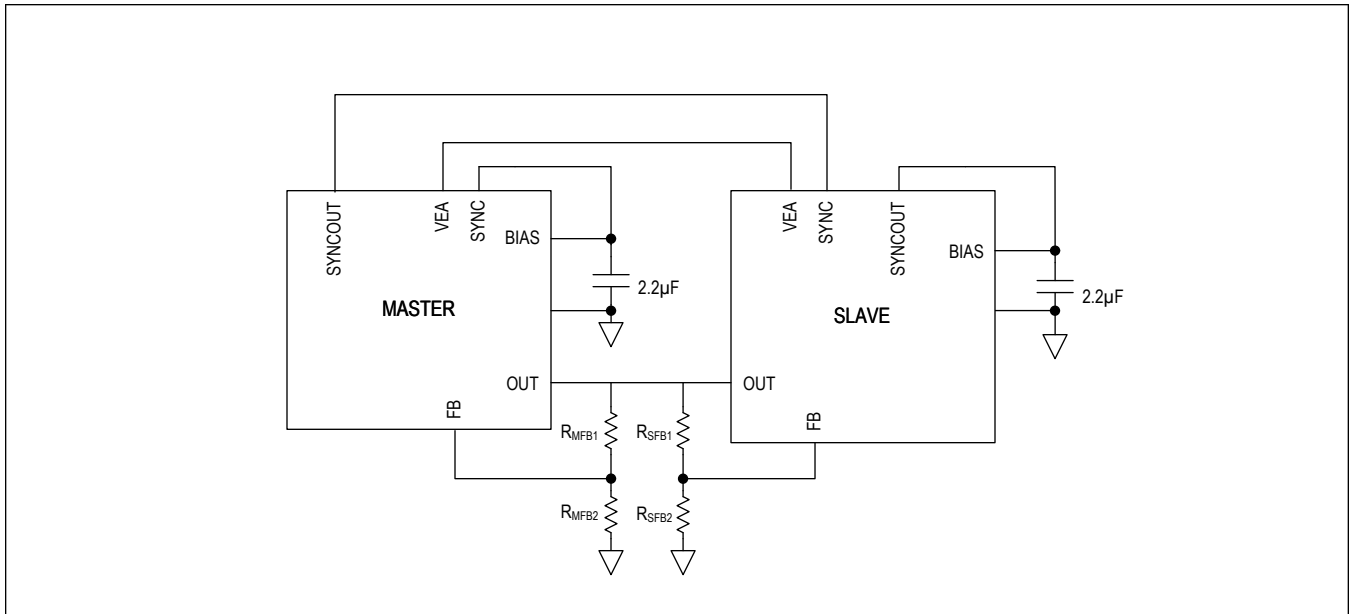 SYNCOUT
VEA
SYNC
BIAS
2.2µF
MASTER
OUT
FB
VEA
SYNC
SYNCOUT
BIAS
2.2µF
SLAVE
OUT
FB
RMFB1
RSFB1
RMFB2
RSFB2